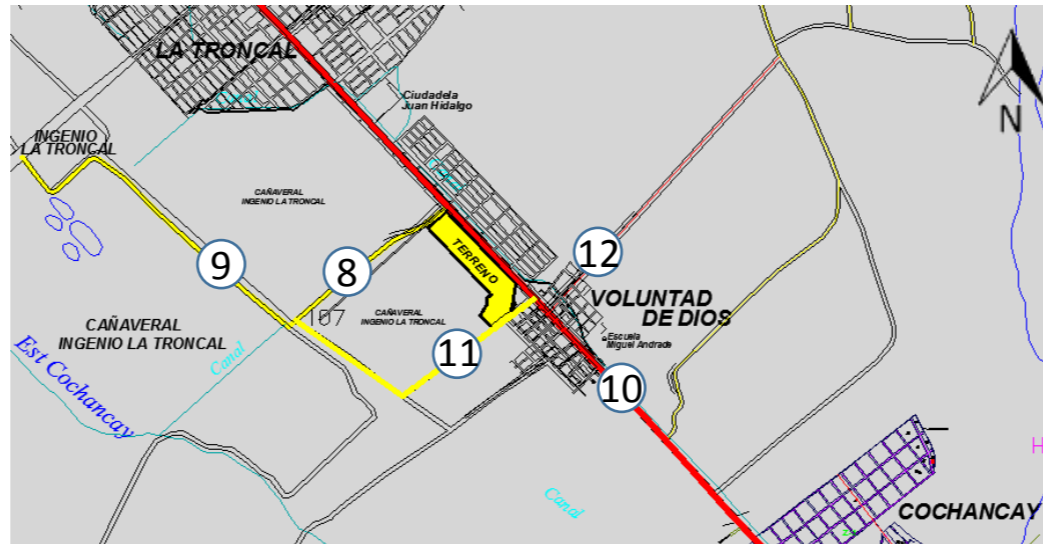 LA TRONCAL
Canal
Ciudadela
Juan Hidalgo
N
INGENIO
LA TRONCAL
Canal
CAÑAVERAL
INGENIO LA TRONCAL
TERRENO
12
9
8
VOLUNTAD
DE DIOS
107
CAÑAVERAL
INGENIO LA TRONCAL
CAÑAVERAL
INGENIO LA TRONCAL
Escuela
Miguel Andrade
11
Canal
Est Cochancay
10
H
Canal
COCHANCAY